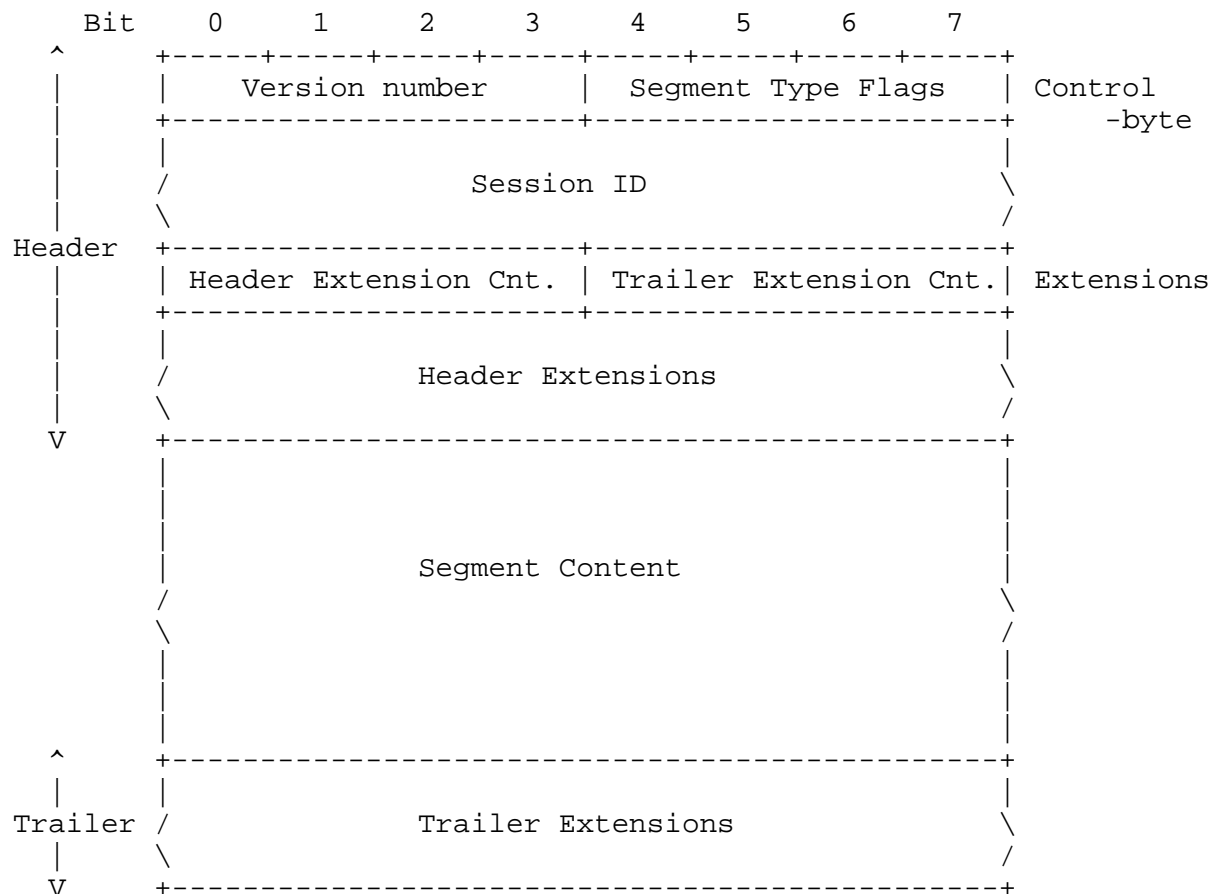 Bit 0 1 2 3 4 5 6 7
^ +-----+-----+-----+-----+-----+-----+-----+-----+
| | Version number | Segment Type Flags | Control
| +-----------------------+-----------------------+ -byte
| | |
| / Session ID \
| \ /
Header +-----------------------+-----------------------+
| | Header Extension Cnt. | Trailer Extension Cnt.| Extensions
| +-----------------------+-----------------------+
| | |
| / Header Extensions \
| \ /
V +-----------------------------------------------+
| |
| |
| |
| Segment Content |
/ \
\ /
| |
| |
| |
^ +-----------------------------------------------+
| | |
Trailer / Trailer Extensions \
| \ /
V +-----------------------------------------------+